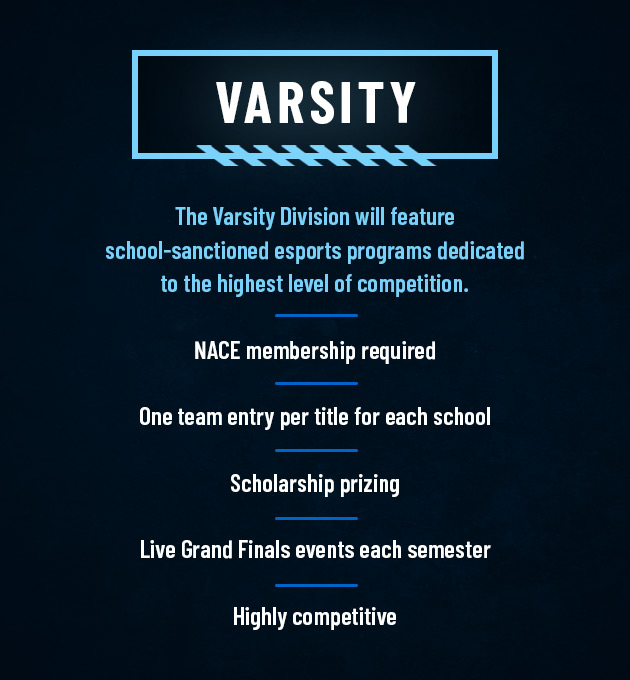 VARSITY
The Varsity Division will feature
school-sanctioned esports programs dedicated
to the highest level of competition.
NACE membership required
One team entry per title for each school
Scholarship prizing
Live Grand Finals events each semester
Highly competitive